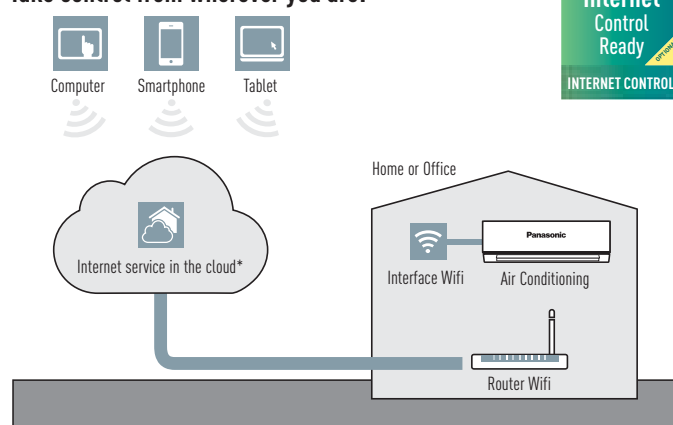 Take control from wherever you are.
Internet
Control
Ready
OPTIONAL
INTERNET CONTROL
Computer
Smartphone
Tablet
Home or Office
Internet service in the cloud*
Panasonic
Interface Wifi
Air Conditioning
Router Wifi